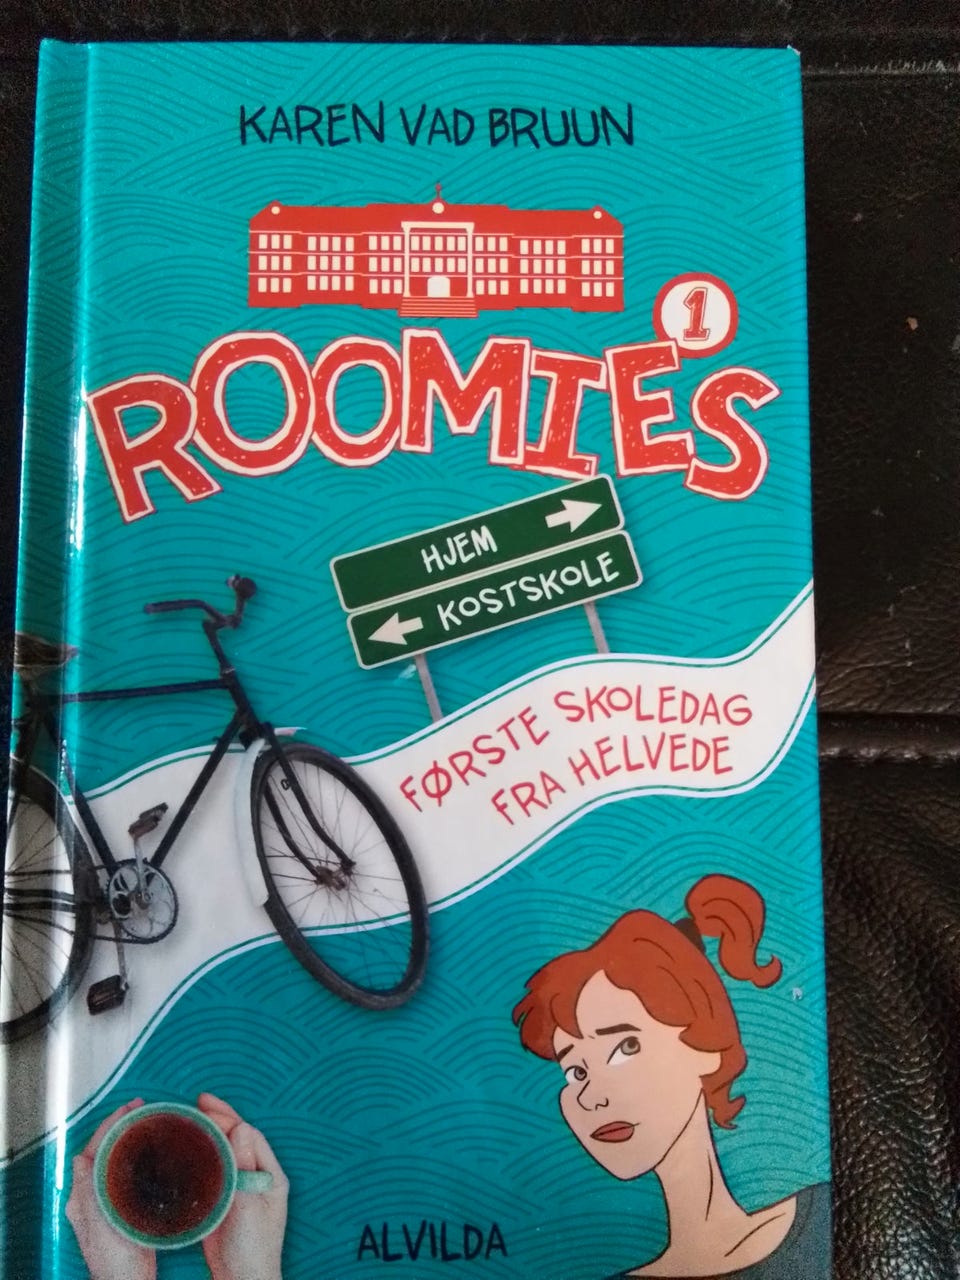 KAREN VAD BRUUN
1
ROOMIES
HJEM
KOSTSKOLE
FØRSTE SKOLEDAG
FRA HELVEDE
ALVILDA